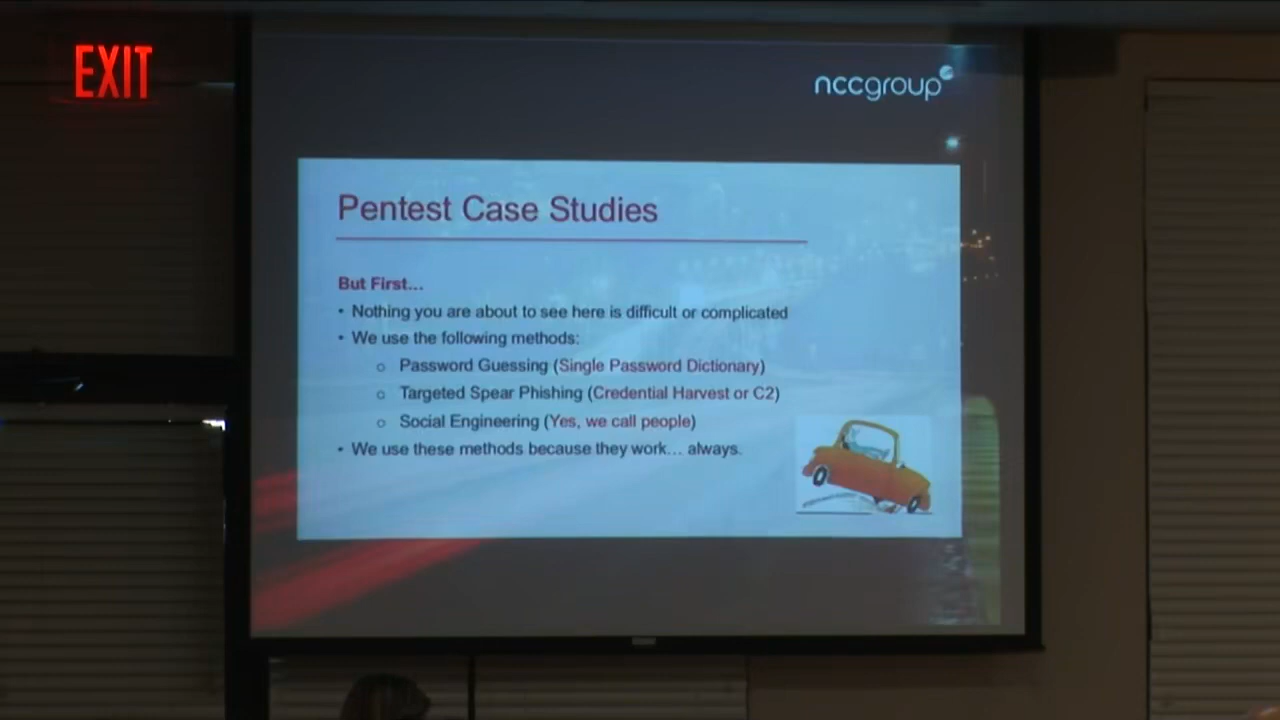 EXIT
nccgroup
Pentest Case Studies
But First...
• Nothing you are about to see here is difficult or complicated
• We use the following methods:
o Password Guessing (Single Password Dictionary)
o Targeted Spear Phishing (Credential Harvest or C2)
o Social Engineering (Yes, we call people)
• We use these methods because they work... always.